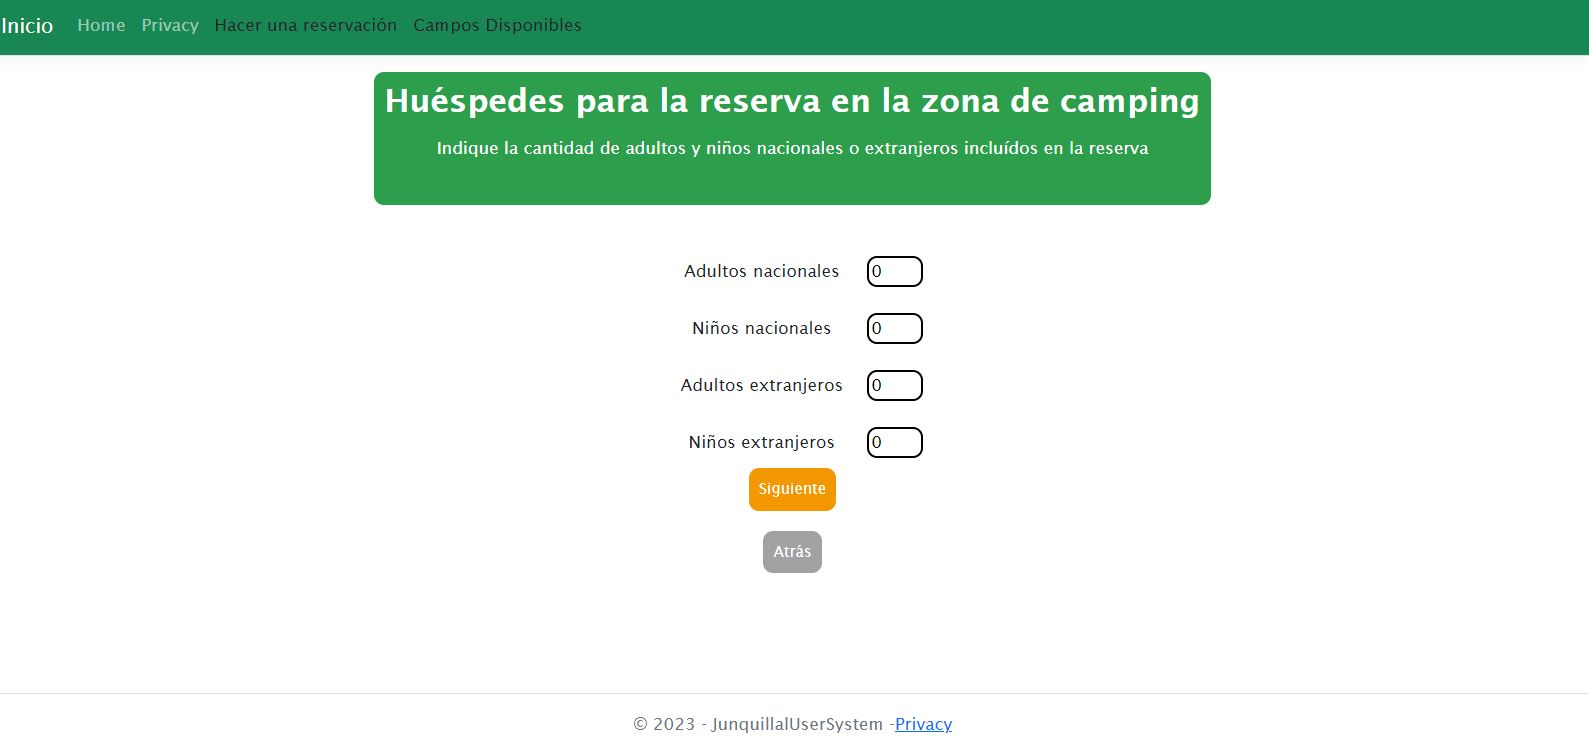 Inicio Home Privacy Hacer una reservación Campos Disponibles
Huéspedes para la reserva en la zona de camping
Indique la cantidad de adultos y niños nacionales o extranjeros incluídos en la reserva
Adultos nacionales 0
Niños nacionales 0
Adultos extranjeros 0
Niños extranjeros 0
Siguiente
Atrás
© 2023 - JunquillalUserSystem -Privacy